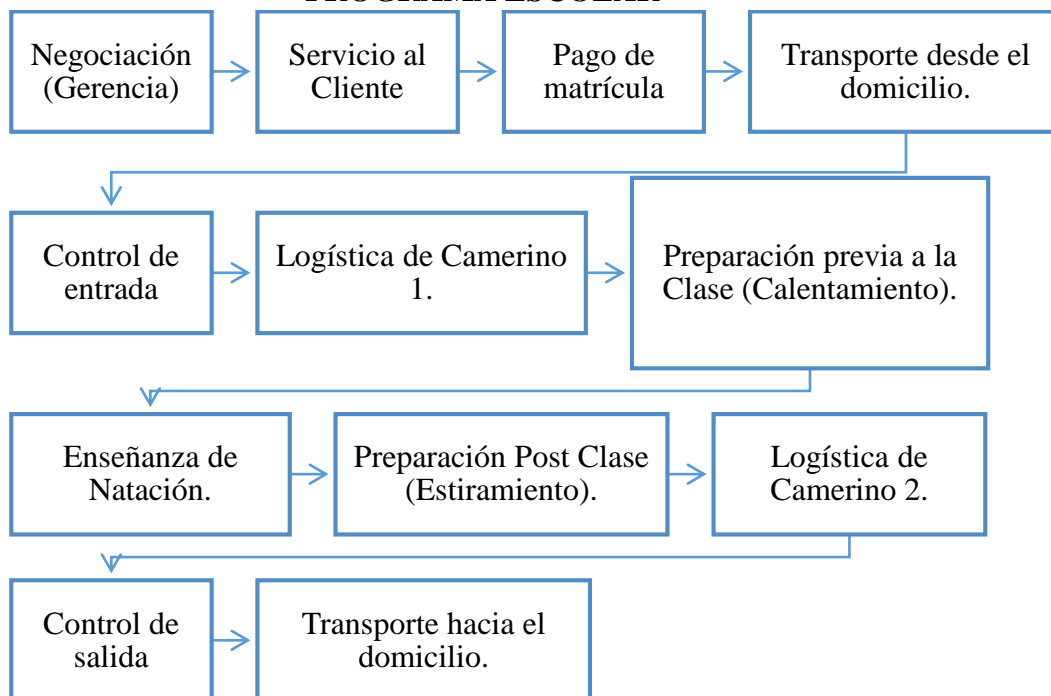 PROGRAMA ESCOLAR
Negociación
(Gerencia)
Servicio al
Cliente
Pago de
matrícula
Transporte desde el
domicilio.
Control de
entrada
Logística de Camerino
1.
Preparación previa a la
Clase (Calentamiento).
Enseñanza de
Natación.
Preparación Post Clase
(Estiramiento).
Logística de
Camerino 2.
Control de
salida
Transporte hacia el
domicilio.